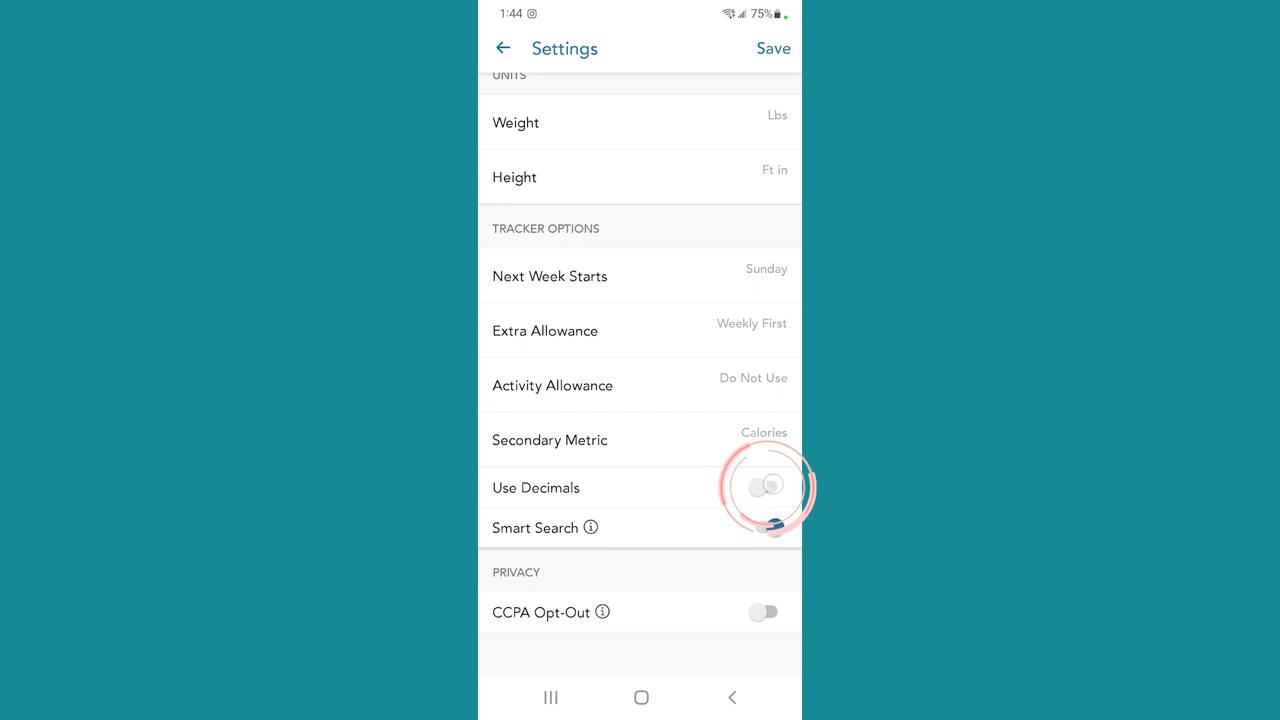 1:44 75%
Settings Save
UNITS
Weight Lbs
Height Ft in
TRACKER OPTIONS
Next Week Starts Sunday
Extra Allowance Weekly First
Activity Allowance Do Not Use
Secondary Metric Calories
Use Decimals
Smart Search
PRIVACY
CCPA Opt-Out